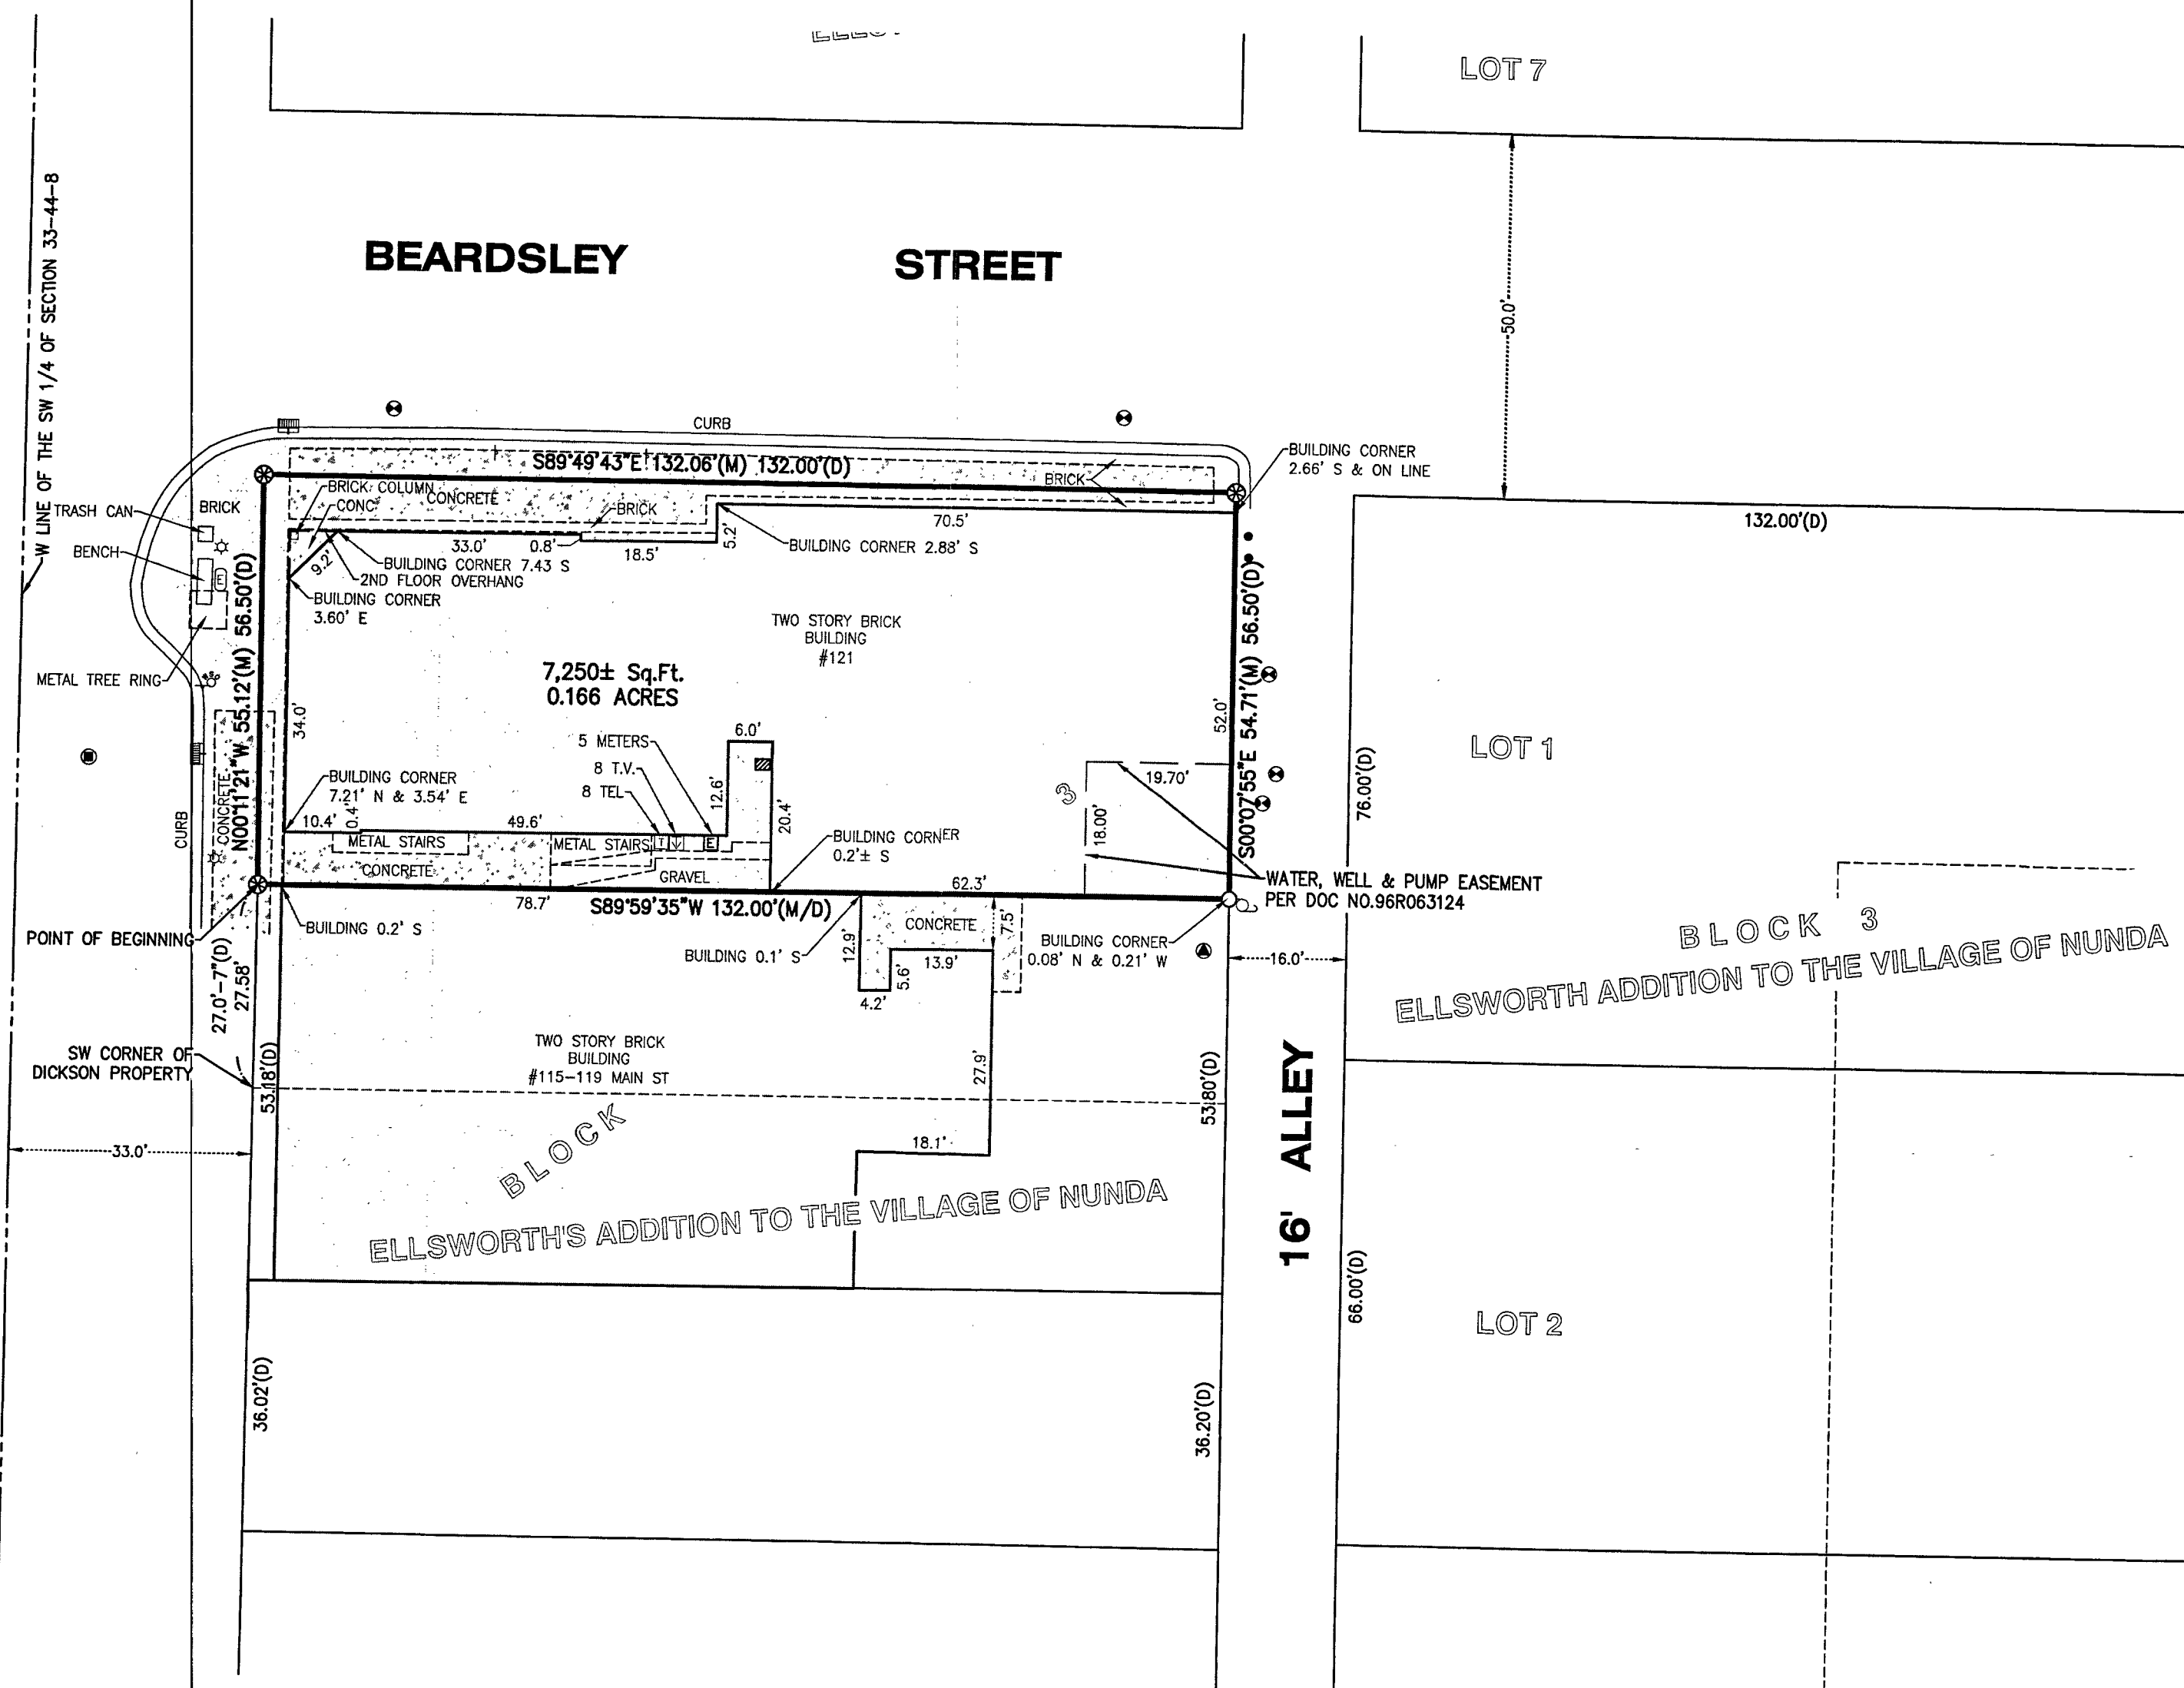 LOT 7
W LINE OF THE SW 1/4 OF SECTION 33-44-8
BEARDSLEY STREET
50.0'
CURB
BUILDING CORNER
2.66' S & ON LINE
S89°49'43"E 132.06'(M) 132.00'(D)
BRICK
BRICK COLUMN
CONCRETE
CONC.
BRICK
BRICK
TRASH CAN
BENCH
E
METAL TREE RING
70.5'
5.2'
BUILDING CORNER 2.88' S
132.00'(D)
33.0'
0.8'
18.5'
9.2'
BUILDING CORNER 7.43 S
2ND FLOOR OVERHANG
BUILDING CORNER
3.60' E
N00°11'21"W 55.12'(M) 56.50'(D)
TWO STORY BRICK
BUILDING
#121
7,250± Sq.Ft.
0.166 ACRES
34.0'
52.0'
S00°07'55"E 54.71'(M) 56.50'(D)
6.0'
5 METERS
8 T.V.
8 TEL
12.6'
20.4'
19.70'
18.00'
3
76.00'(D)
LOT 1
BUILDING CORNER
7.21' N & 3.54' E
10.4'
0.4'
49.6'
METAL STAIRS
METAL STAIRS
T
E
CONCRETE
GRAVEL
CONCRETE
CURB
BUILDING CORNER
0.2'± S
62.3'
78.7'
S89°59'35"W 132.00'(M/D)
WATER, WELL & PUMP EASEMENT
PER DOC NO.96R063124
BUILDING 0.2' S
POINT OF BEGINNING
27.0'-7"(D)
27.58'
BUILDING 0.1' S
CONCRETE
7.5'
12.9'
13.9'
5.6'
4.2'
BUILDING CORNER
0.08' N & 0.21' W
16.0'
BLOCK 3
ELLSWORTH ADDITION TO THE VILLAGE OF NUNDA
SW CORNER OF
DICKSON PROPERTY
53.18'(D)
TWO STORY BRICK
BUILDING
#115-119 MAIN ST
27.9'
53.80'(D)
16' ALLEY
33.0'
18.1'
BLOCK
ELLSWORTH'S ADDITION TO THE VILLAGE OF NUNDA
66.00'(D)
LOT 2
36.02'(D)
36.20'(D)